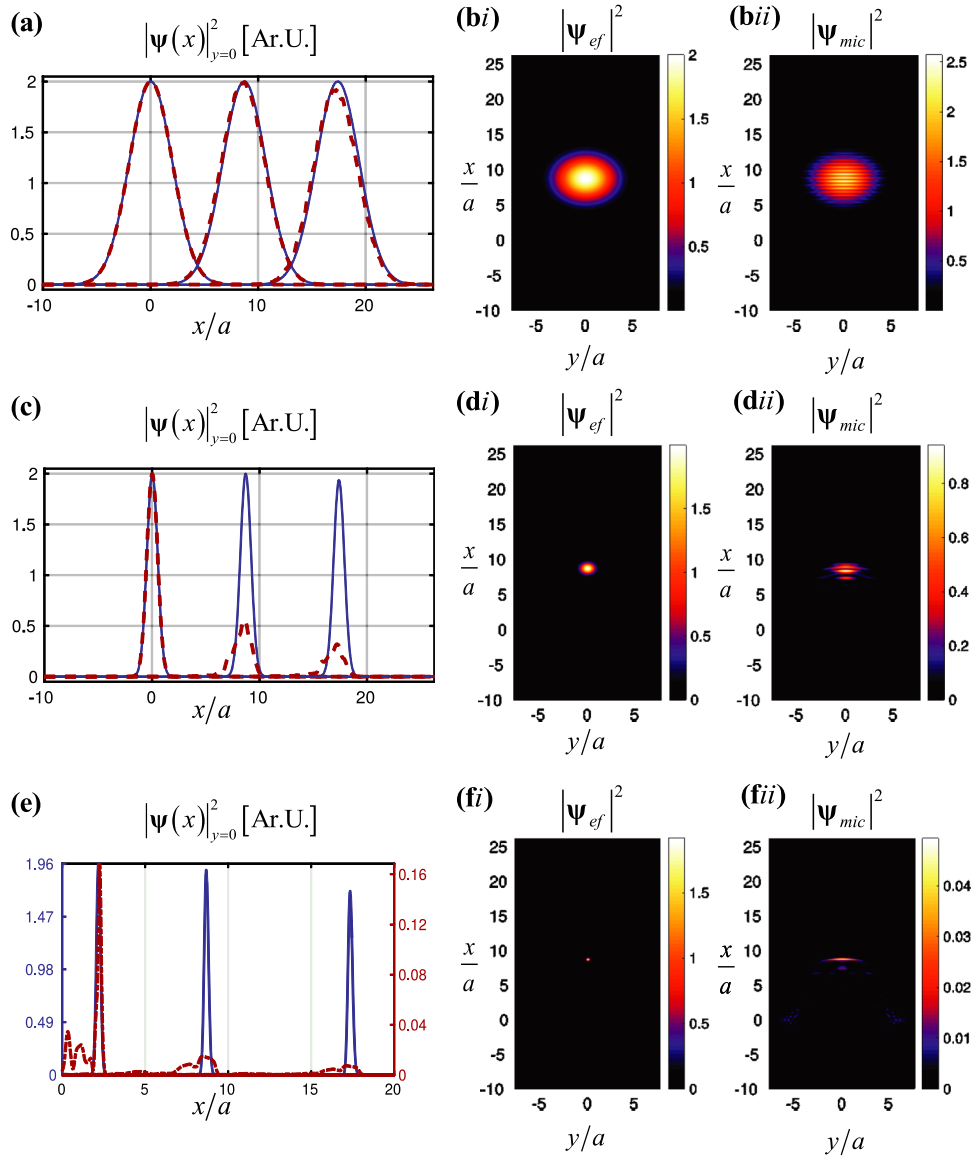 (a)
|ψ(x)|²y=0 [Ar.U.]
2
1.5
1
0.5
0
-10 0 10 20
x/a
(bi)
|ψef|²
25
20
15
10
5
0
-5
-10
x/a
-5 0 5
y/a
2
1.5
1
0.5
(bii)
|ψmic|²
25
20
15
10
5
0
-5
-10
x/a
-5 0 5
y/a
2.5
2
1.5
1
0.5
(c)
|ψ(x)|²y=0 [Ar.U.]
2
1.5
1
0.5
0
-10 0 10 20
x/a
(di)
|ψef|²
25
20
15
10
5
0
-5
-10
x/a
-5 0 5
y/a
1.5
1
0.5
0
(dii)
|ψmic|²
25
20
15
10
5
0
-5
-10
x/a
-5 0 5
y/a
0.8
0.6
0.4
0.2
0
(e)
|ψ(x)|²y=0 [Ar.U.]
1.96
1.47
0.98
0.49
0
0.16
0.12
0.08
0.04
0
0 5 10 15 20
x/a
(fi)
|ψef|²
25
20
15
10
5
0
-5
-10
x/a
-5 0 5
y/a
1.5
1
0.5
0
(fii)
|ψmic|²
25
20
15
10
5
0
-5
-10
x/a
-5 0 5
y/a
0.04
0.03
0.02
0.01
0